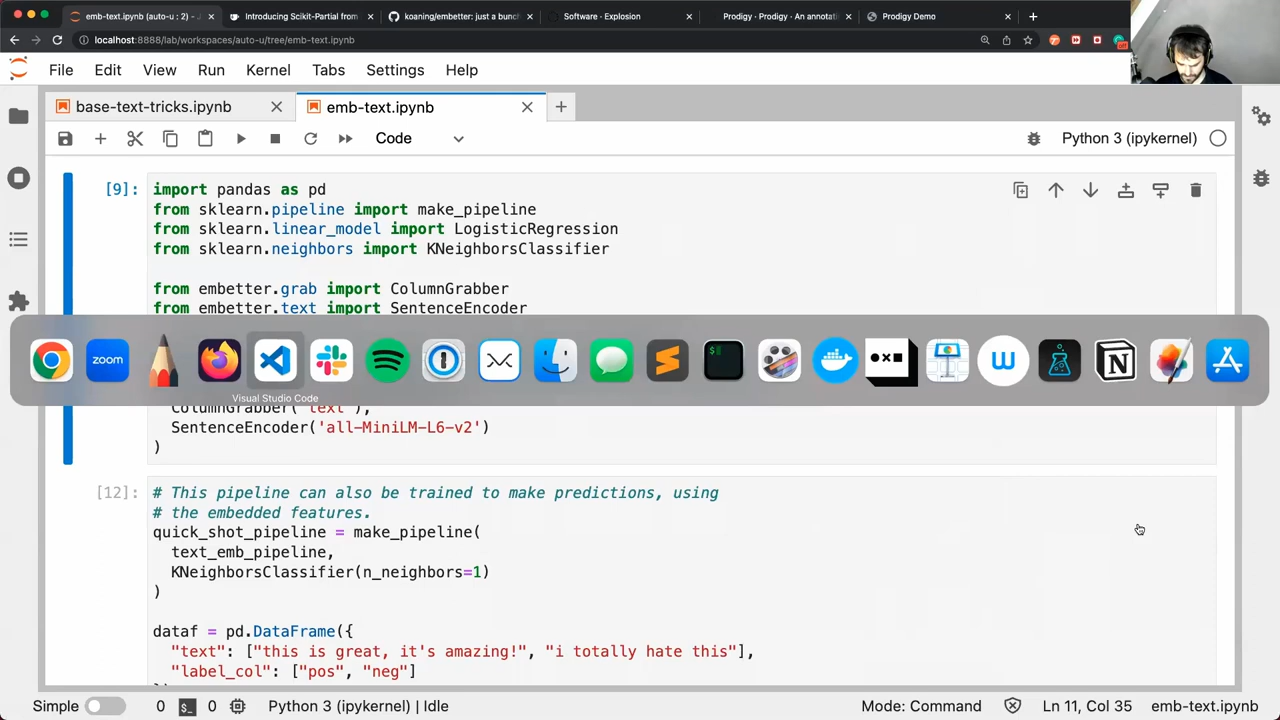 emb-text.ipynb (auto-u : 2) - J
Introducing Scikit-Partial from
koaning/embetter: just a bunch
Software · Explosion
Prodigy · Prodigy · An annotati
Prodigy Demo
localhost:8888/lab/workspaces/auto-u/tree/emb-text.ipynb
File Edit View Run Kernel Tabs Settings Help
base-text-tricks.ipynb
emb-text.ipynb
Code
Python 3 (ipykernel)
[9]:
import pandas as pd
from sklearn.pipeline import make_pipeline
from sklearn.linear_model import LogisticRegression
from sklearn.neighbors import KNeighborsClassifier
from embetter.grab import ColumnGrabber
from embetter.text import SentenceEncoder
zoom
Visual Studio Code
ColumnGrabber("text"),
SentenceEncoder('all-MiniLM-L6-v2')
)
[12]:
# This pipeline can also be trained to make predictions, using
# the embedded features.
quick_shot_pipeline = make_pipeline(
text_emb_pipeline,
KNeighborsClassifier(n_neighbors=1)
)
dataf = pd.DataFrame({
"text": ["this is great, it's amazing!", "i totally hate this"],
"label_col": ["pos", "neg"]
Simple 0 0 Python 3 (ipykernel) | Idle Mode: Command Ln 11, Col 35 emb-text.ipynb